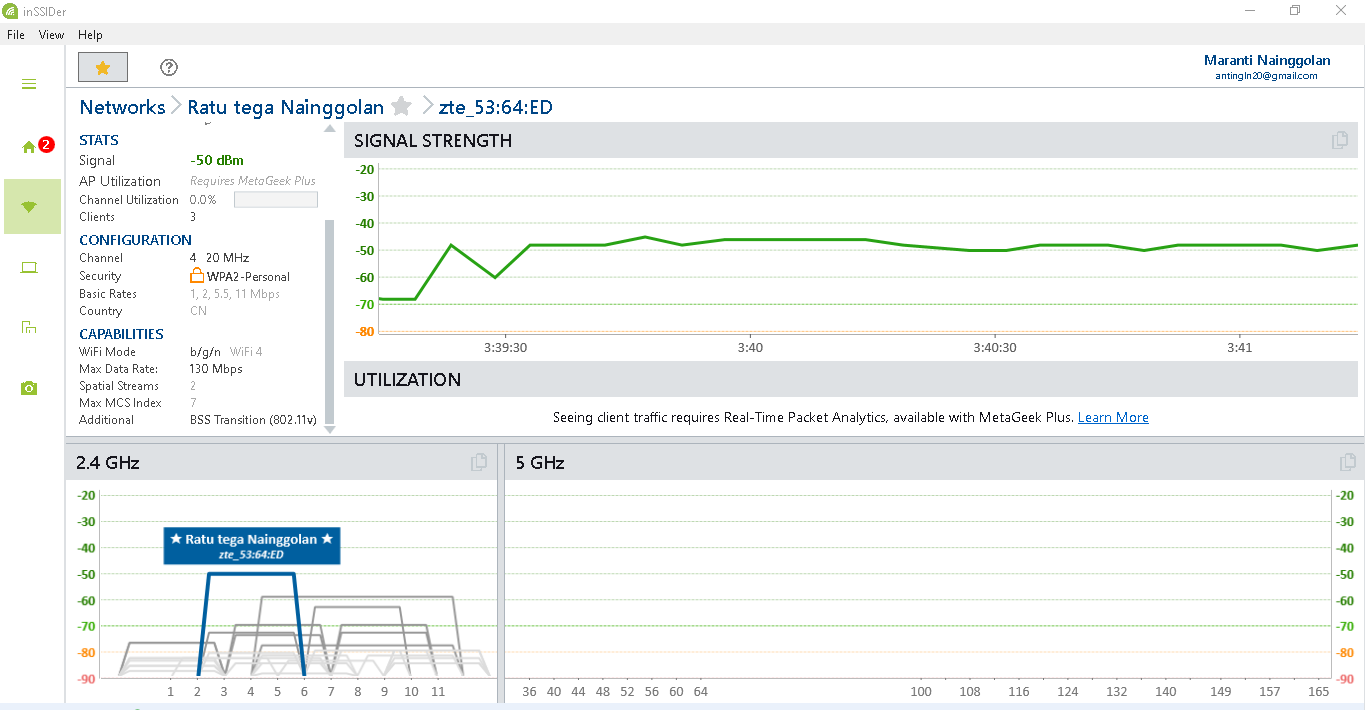 inSSIDer
File View Help
Maranti Nainggolan
antingln20@gmail.com
2
Networks Ratu tega Nainggolan zte_53:64:ED
STATS
Signal -50 dBm
AP Utilization Requires MetaGeek Plus
Channel Utilization 0.0%
Clients 3
CONFIGURATION
Channel 4 20 MHz
Security WPA2-Personal
Basic Rates 1, 2, 5.5, 11 Mbps
Country CN
CAPABILITIES
WiFi Mode b/g/n WiFi 4
Max Data Rate: 130 Mbps
Spatial Streams 2
Max MCS Index 7
Additional BSS Transition (802.11v)
SIGNAL STRENGTH
-20
-30
-40
-50
-60
-70
-80
3:39:30 3:40 3:40:30 3:41
UTILIZATION
Seeing client traffic requires Real-Time Packet Analytics, available with MetaGeek Plus. Learn More
2.4 GHz
-20
-30
-40
-50
-60
-70
-80
-90
★ Ratu tega Nainggolan ★
zte_53:64:ED
1 2 3 4 5 6 7 8 9 10 11
5 GHz
-20
-30
-40
-50
-60
-70
-80
-90
36 40 44 48 52 56 60 64 100 108 116 124 132 140 149 157 165